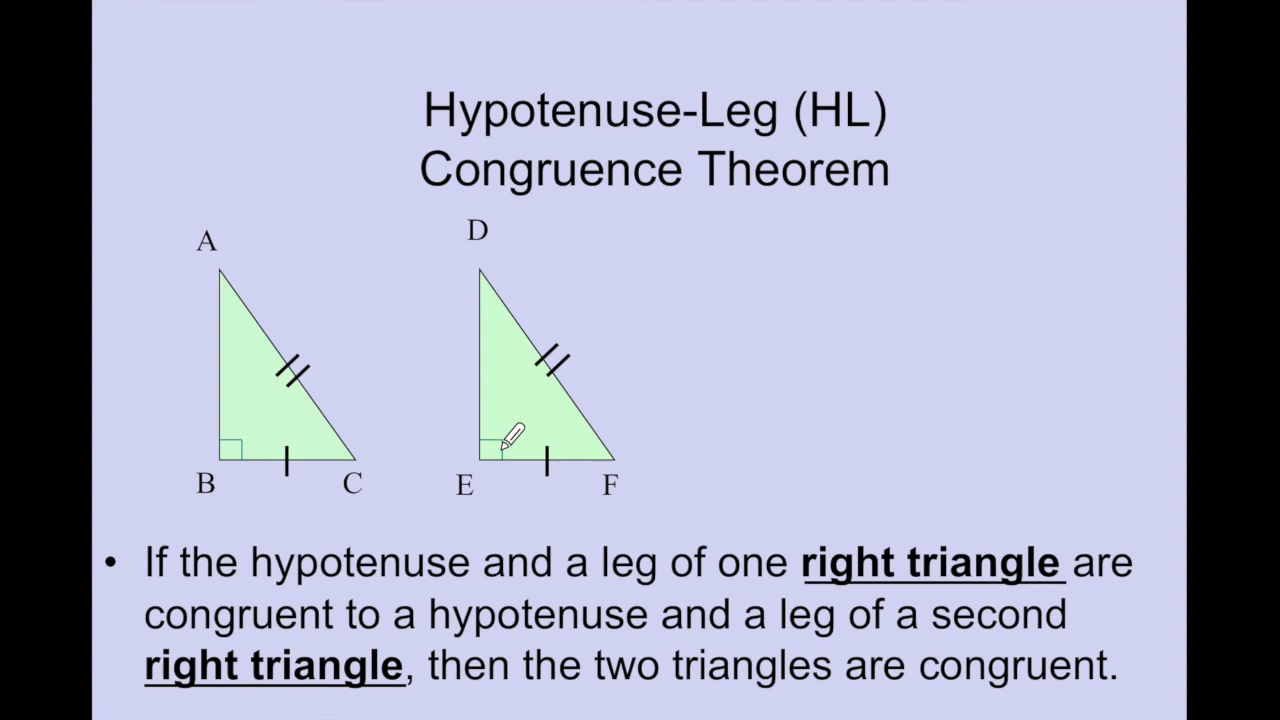 Hypotenuse-Leg (HL)
Congruence Theorem
A
D
B
C
E
F
• If the hypotenuse and a leg of one right triangle are
congruent to a hypotenuse and a leg of a second
right triangle, then the two triangles are congruent.